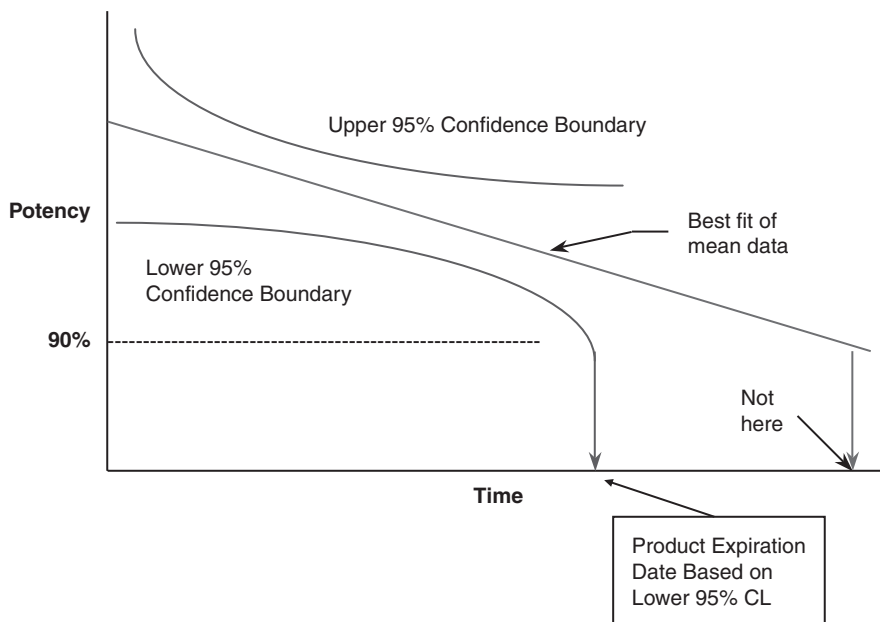 Upper 95% Confidence Boundary
Potency
Best fit of
mean data
Lower 95%
Confidence Boundary
90%
Not
here
Time
Product Expiration
Date Based on
Lower 95% CL